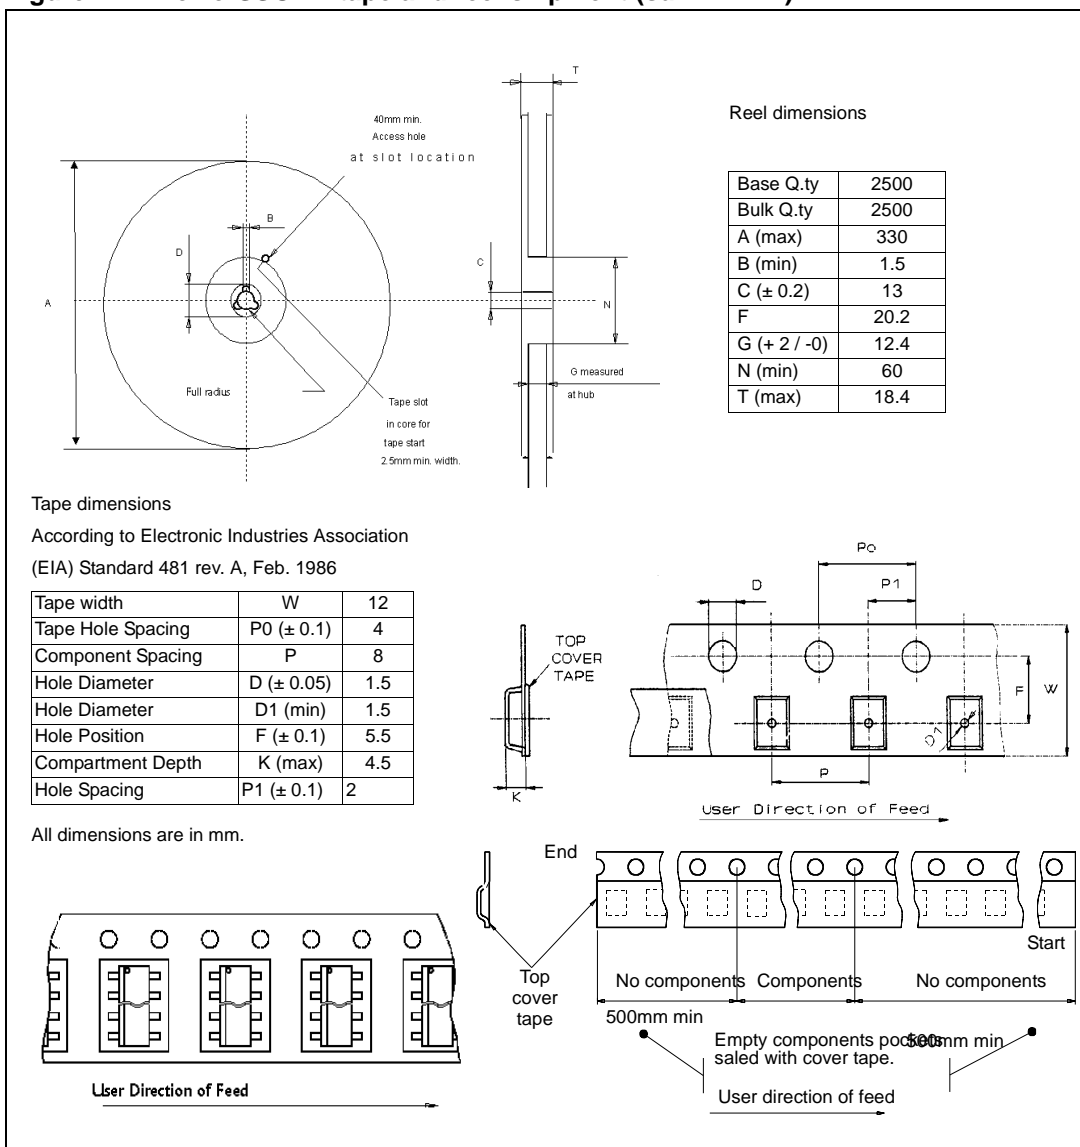 T
40mm min.
Access hole
at slot location
Reel dimensions
Base Q.ty 2500
Bulk Q.ty 2500
A (max) 330
B (min) 1.5
C (± 0.2) 13
F 20.2
G (+ 2 / -0) 12.4
N (min) 60
T (max) 18.4
B
D
C
A
N
Full radius
G measured
at hub
Tape slot
in core for
tape start
2.5mm min. width.
Tape dimensions
According to Electronic Industries Association
(EIA) Standard 481 rev. A, Feb. 1986
Tape width W 12
Tape Hole Spacing P0 (± 0.1) 4
Component Spacing P 8
Hole Diameter D (± 0.05) 1.5
Hole Diameter D1 (min) 1.5
Hole Position F (± 0.1) 5.5
Compartment Depth K (max) 4.5
Hole Spacing P1 (± 0.1) 2
All dimensions are in mm.
Po
D
P1
TOP
COVER
TAPE
F
W
D1
K
P
User Direction of Feed
End
Start
Top
cover
tape
No components
Components
No components
500mm min
Empty components pockets
saled with cover tape.
500mm min
User direction of feed
User Direction of Feed